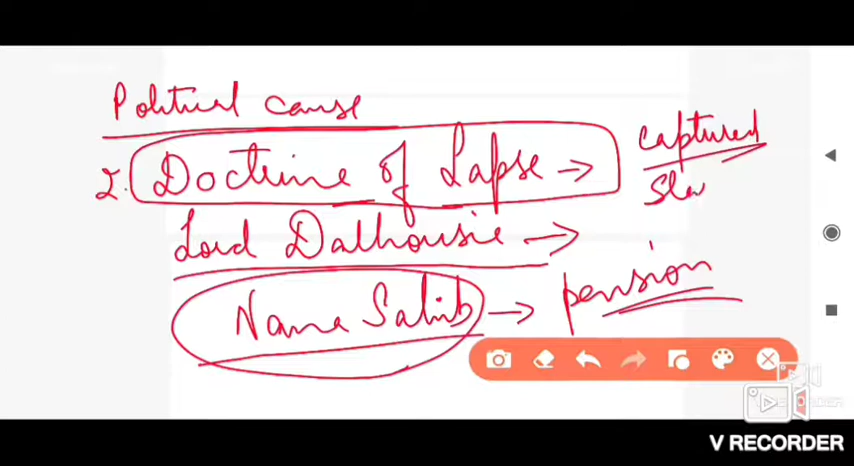 Political cause
2. Doctrine of Lapse → captured
Lord Dalhousie →
Nana Sahib → pension
V RECORDER